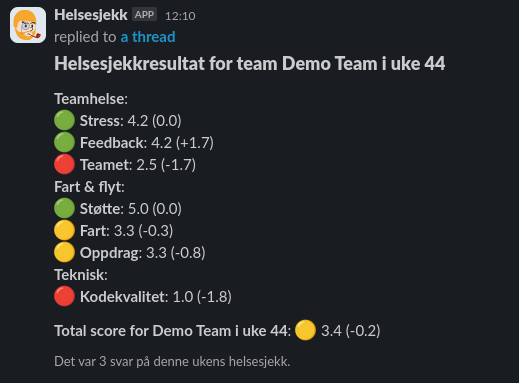 Helsesjekk APP 12:10
replied to a thread
Helsesjekkresultat for team Demo Team i uke 44
Teamhelse:
Stress: 4.2 (0.0)
Feedback: 4.2 (+1.7)
Teamet: 2.5 (-1.7)
Fart & flyt:
Støtte: 5.0 (0.0)
Fart: 3.3 (-0.3)
Oppdrag: 3.3 (-0.8)
Teknisk:
Kodekvalitet: 1.0 (-1.8)
Total score for Demo Team i uke 44: 3.4 (-0.2)
Det var 3 svar på denne ukens helsesjekk.